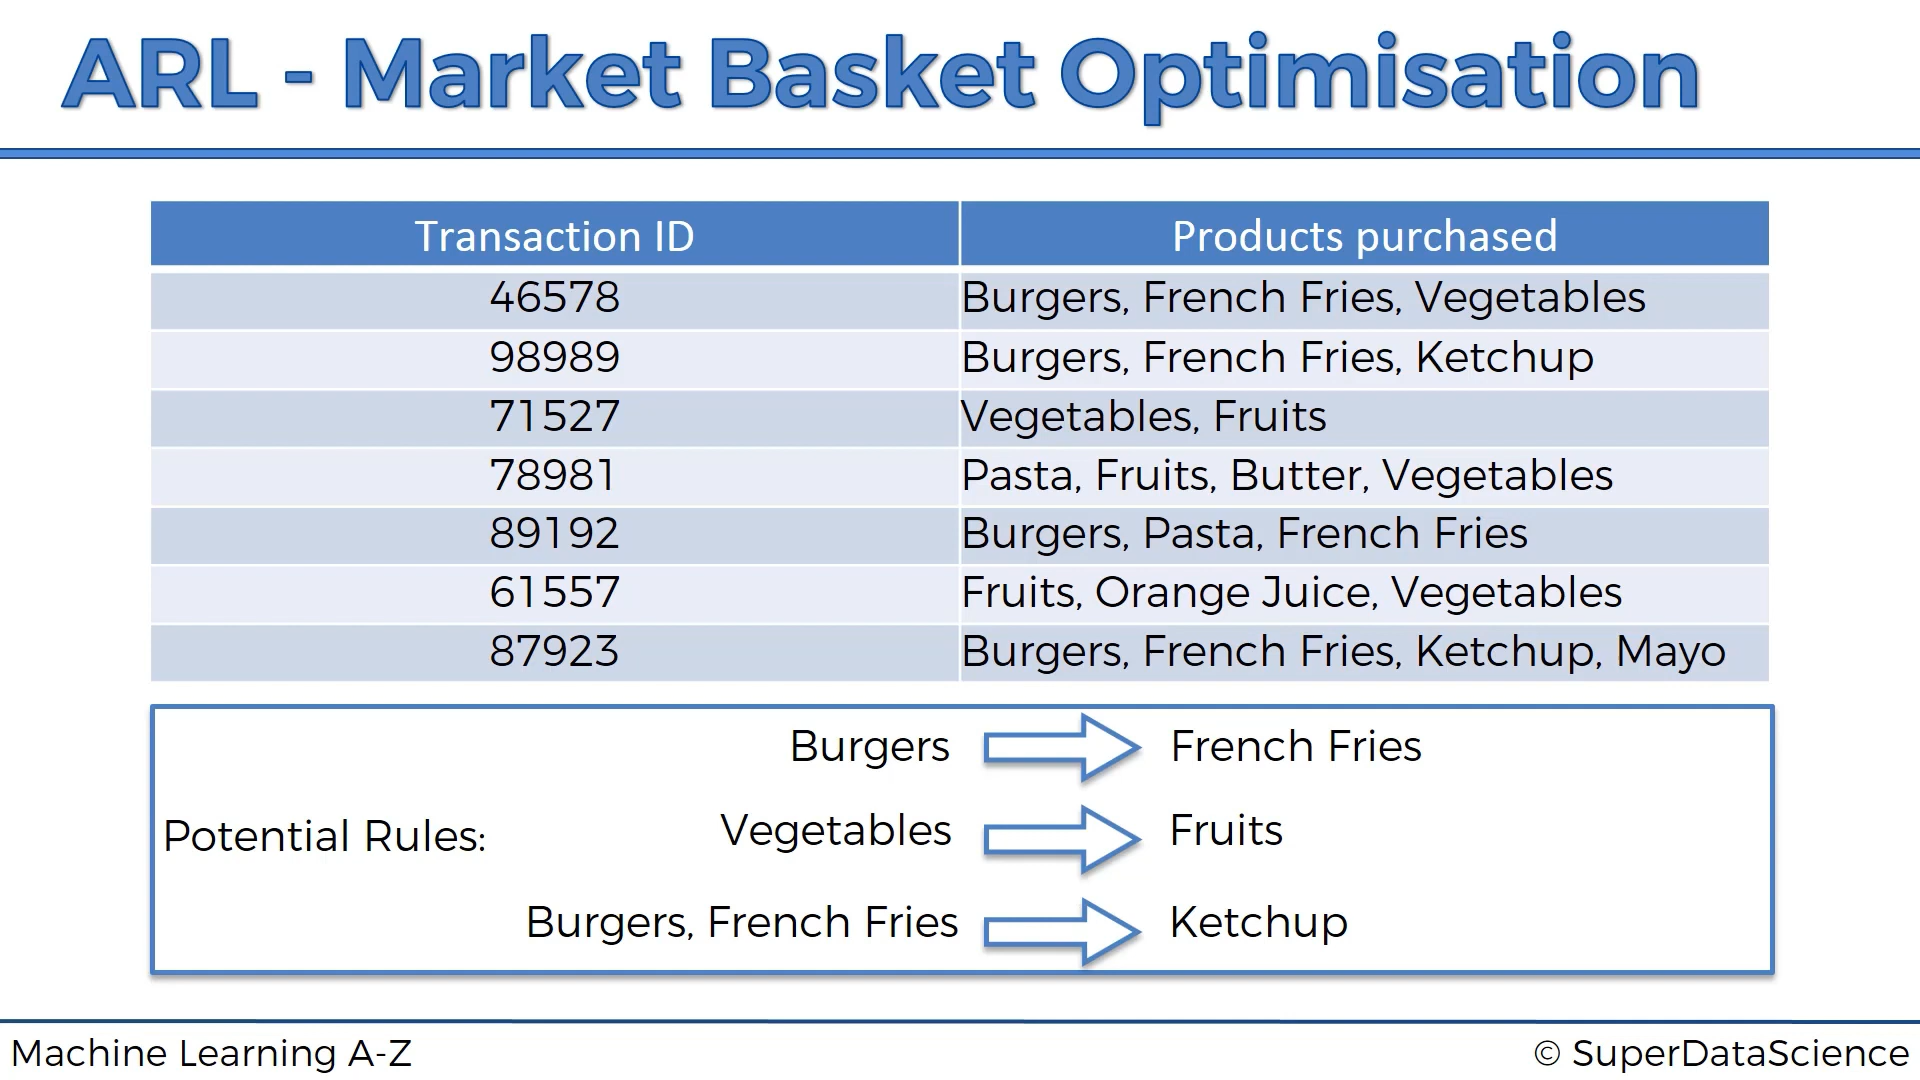 ARL - Market Basket Optimisation
Transaction ID Products purchased
46578 Burgers, French Fries, Vegetables
98989 Burgers, French Fries, Ketchup
71527 Vegetables, Fruits
78981 Pasta, Fruits, Butter, Vegetables
89192 Burgers, Pasta, French Fries
61557 Fruits, Orange Juice, Vegetables
87923 Burgers, French Fries, Ketchup, Mayo
Burgers French Fries
Potential Rules: Vegetables Fruits
Burgers, French Fries Ketchup
Machine Learning A-Z © SuperDataScience